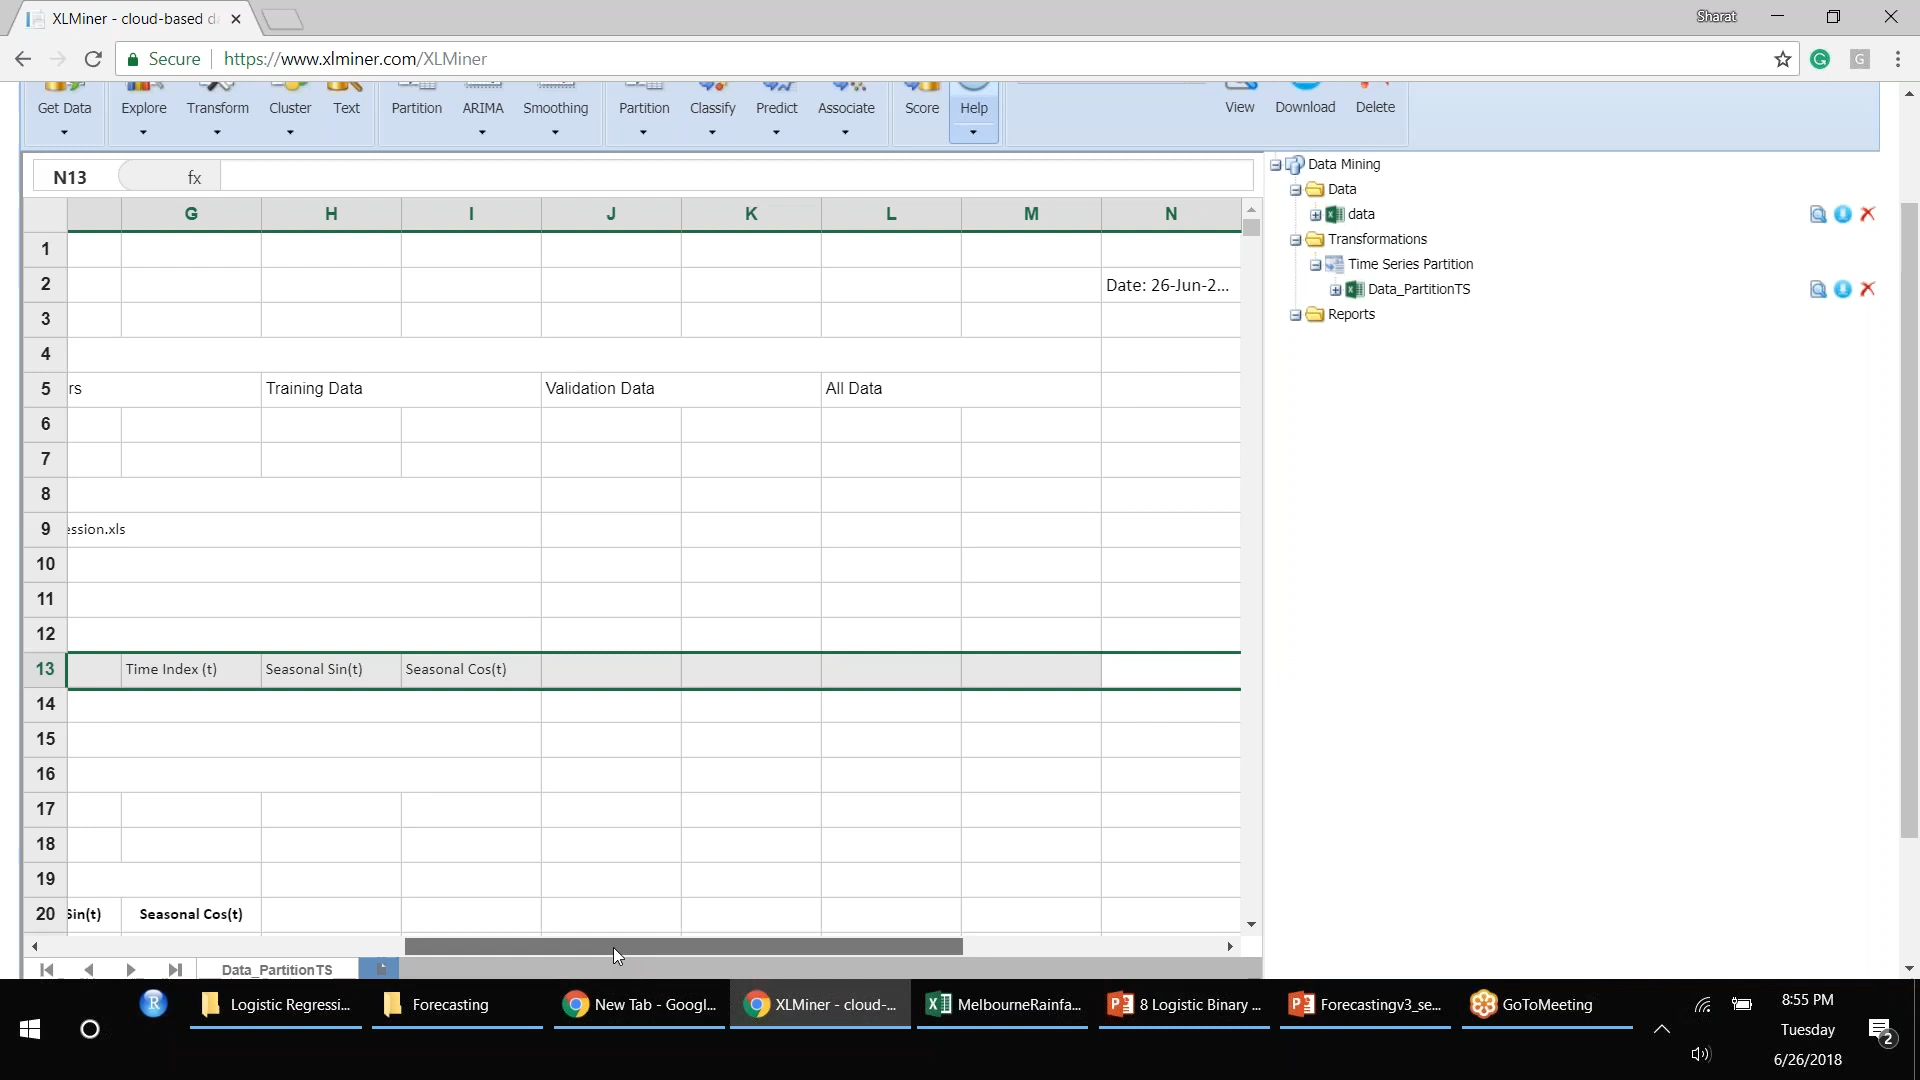 XLMiner - cloud-based d
Sharat
Secure https://www.xlminer.com/XLMiner
Get Data Explore Transform Cluster Text Partition ARIMA Smoothing Partition Classify Predict Associate Score Help View Download Delete
N13 fx
Data Mining
Data
data
Transformations
Time Series Partition
Data_PartitionTS
Reports
G H I J K L M N
1
2 Date: 26-Jun-2...
3
4
5 rs Training Data Validation Data All Data
6
7
8
9 ession.xls
10
11
12
13 Time Index (t) Seasonal Sin(t) Seasonal Cos(t)
14
15
16
17
18
19
20 Sin(t) Seasonal Cos(t)
Data_PartitionTS
R Logistic Regressi... Forecasting New Tab - Googl... XLMiner - cloud-... MelbourneRainfa... 8 Logistic Binary ... Forecastingv3_se... GoToMeeting
8:55 PM
Tuesday
6/26/2018
2